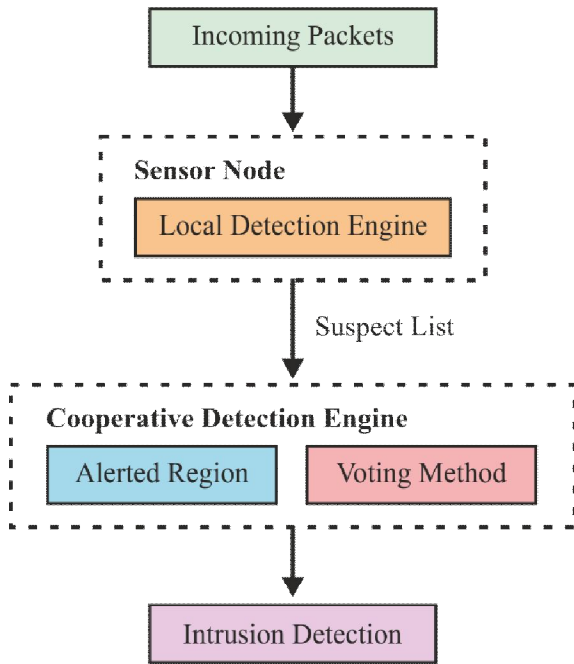 Incoming Packets
Sensor Node
Local Detection Engine
Suspect List
Cooperative Detection Engine
Alerted Region
Voting Method
Intrusion Detection